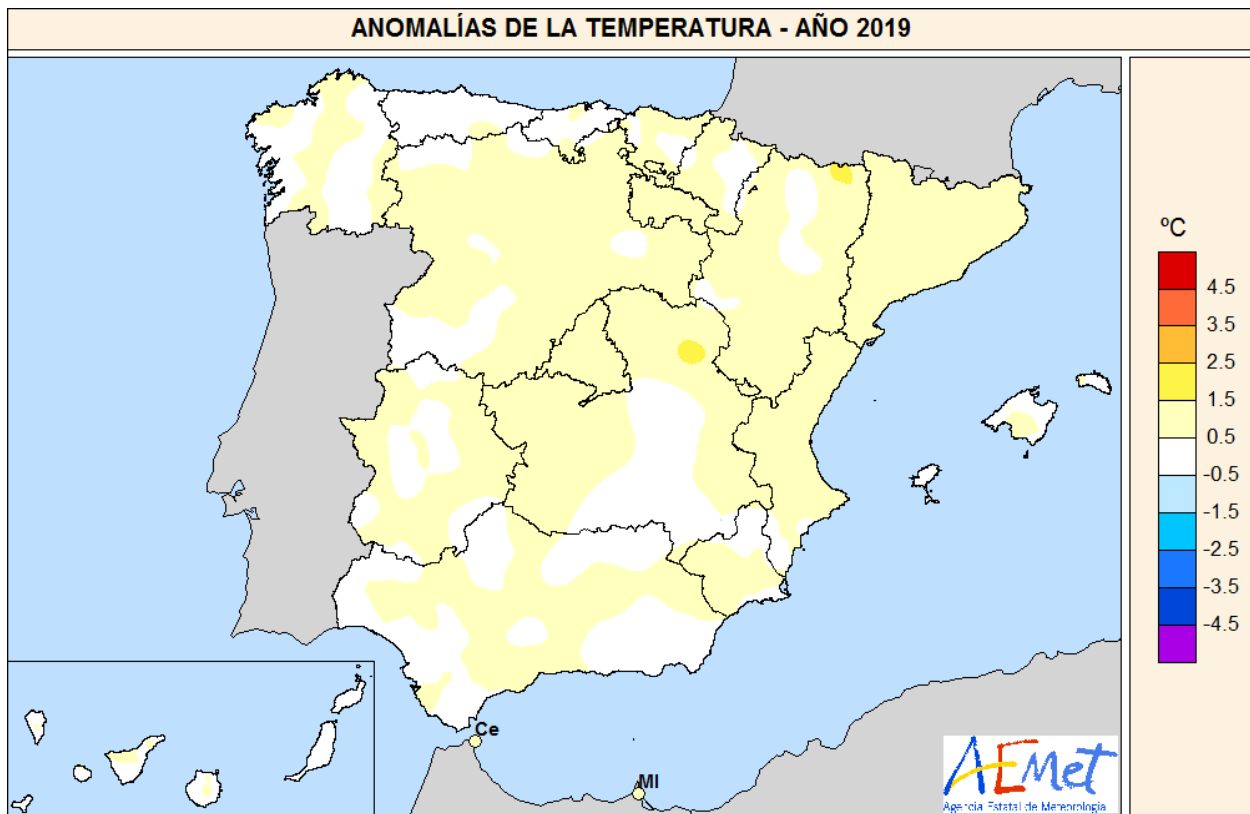 ANOMALÍAS DE LA TEMPERATURA - AÑO 2019
ºC
4.5
3.5
2.5
1.5
0.5
-0.5
-1.5
-2.5
-3.5
-4.5
Ce
Ml
AEMet
Agencia Estatal de Meteorología